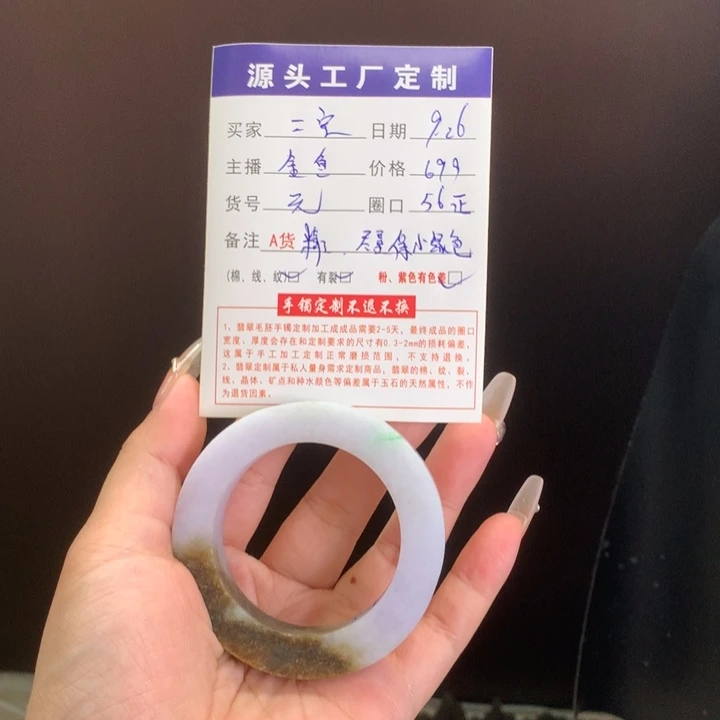 源头工厂定制
买家 二宝 日期 9.26
主播 金鱼 价格 699
货号 元 圈口 56正
备注 A货 保小绿色
(棉、线、纹)□ 有裂□ 粉、紫色有色差□
手镯定制不退不换
1、翡翠毛胚手镯定制加工成成品需要2-5天,最终成品的圈口
宽度、厚度会存在和定制要求的尺寸有0.3-2mm的损耗偏差,
这属于手工加工定制正常磨损范围,不支持退换。
2、翡翠定制属于私人量身需求定制商品,翡翠的棉、纹、裂、
线、晶体、矿点和种水颜色等偏差属于玉石的天然属性,不作
为退货因素。